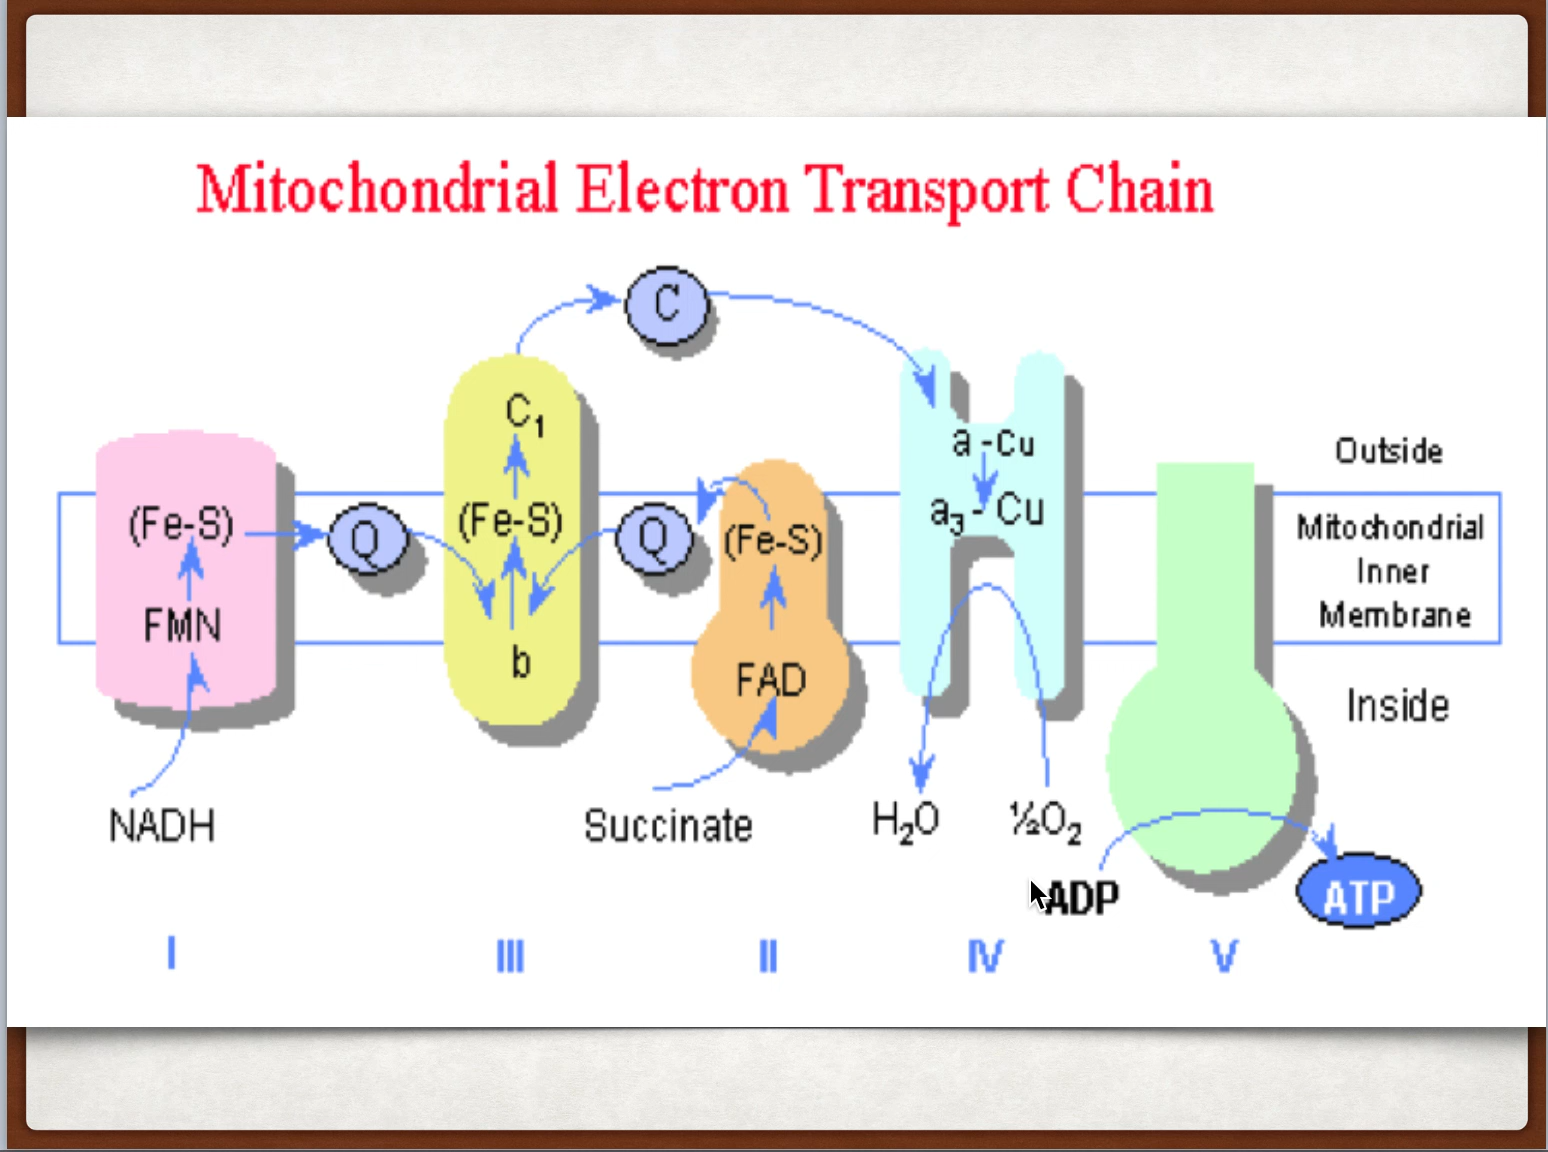 Mitochondrial Electron Transport Chain
C
C₁
a - Cu
Outside
(Fe-S)
Q
(Fe-S)
Q
(Fe-S)
a₃ - Cu
Mitochondrial
Inner
Membrane
FMN
b
FAD
Inside
NADH
Succinate
H₂O
½O₂
ADP
ATP
I
III
II
IV
V